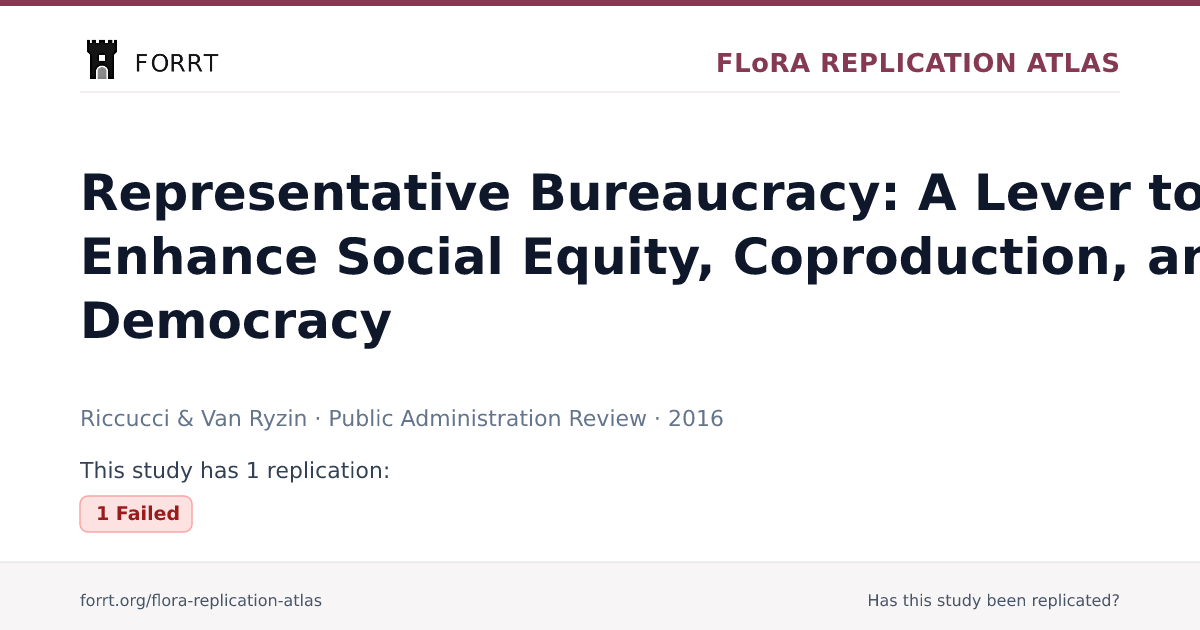 FORRT
FLoRA REPLICATION ATLAS
Representative Bureaucracy: A Lever to
Enhance Social Equity, Coproduction,
Democracy
Riccucci & Van Ryzin · Public Administration Review · 2016
This study has 1 replication:
1 Failed
forrt.org/flora-replication-atlas
Has this study been replicated?